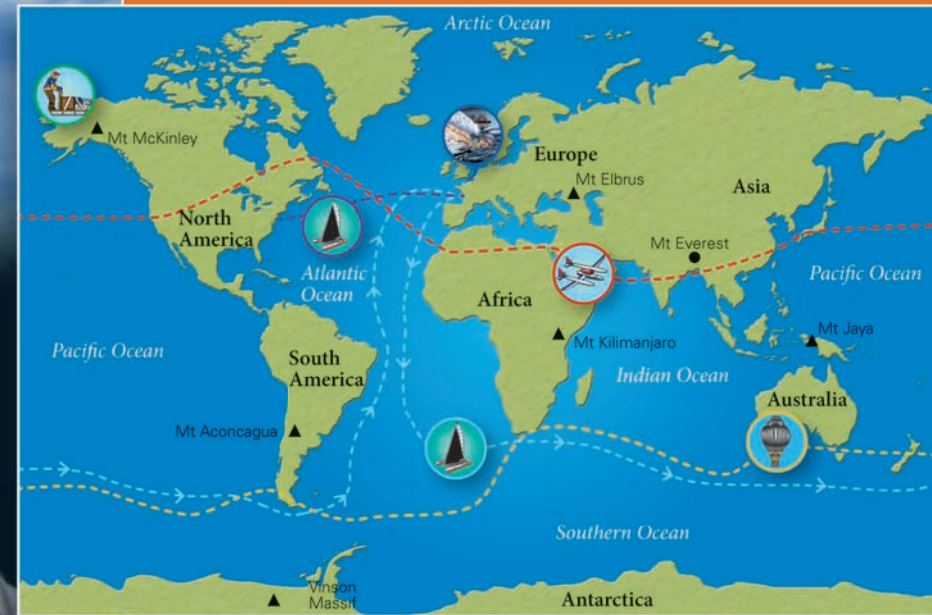 Arctic Ocean
Mt McKinley
Europe
Mt Elbrus
Asia
North
America
Mt Everest
Atlantic
Ocean
Pacific Ocean
Africa
Mt Jaya
Mt Kilimanjaro
Pacific Ocean
South
America
Indian Ocean
Australia
Mt Aconcagua
Southern Ocean
Vinson
Massif
Antarctica